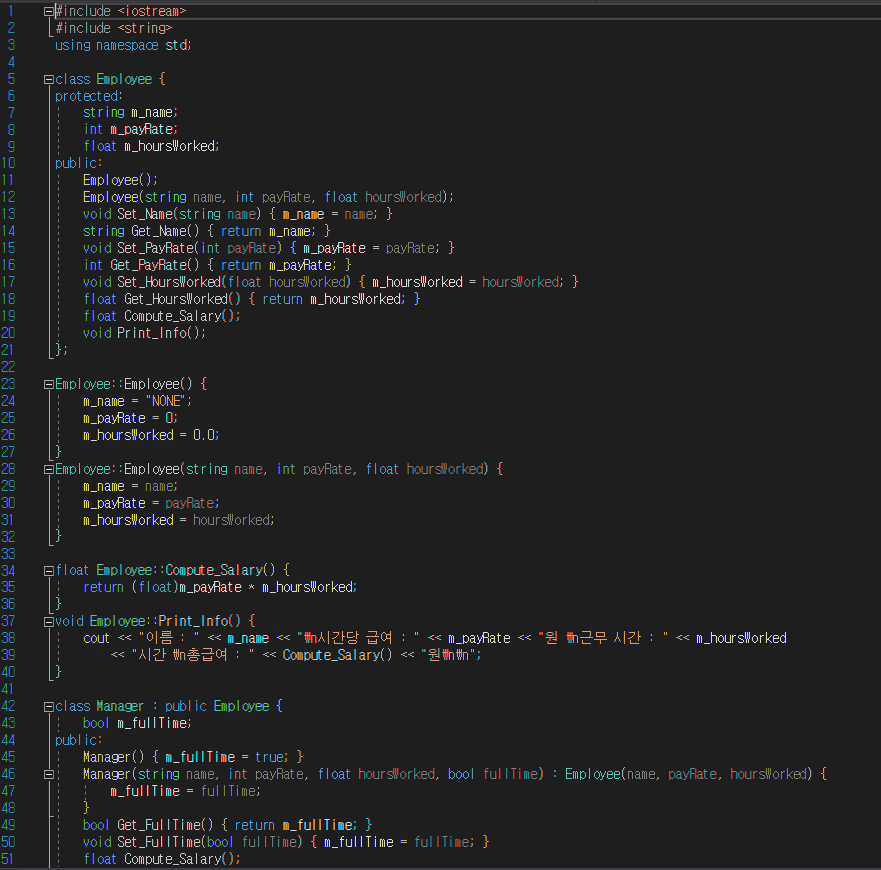 1 #include <iostream>
2 #include <string>
3 using namespace std;
4
5 class Employee {
6 protected:
7 string m_name;
8 int m_payRate;
9 float m_hoursWorked;
10 public:
11 Employee();
12 Employee(string name, int payRate, float hoursWorked);
13 void Set_Name(string name) { m_name = name; }
14 string Get_Name() { return m_name; }
15 void Set_PayRate(int payRate) { m_payRate = payRate; }
16 int Get_PayRate() { return m_payRate; }
17 void Set_HoursWorked(float hoursWorked) { m_hoursWorked = hoursWorked; }
18 float Get_HoursWorked() { return m_hoursWorked; }
19 float Compute_Salary();
20 void Print_Info();
21 };
22
23 Employee::Employee() {
24 m_name = "NONE";
25 m_payRate = 0;
26 m_hoursWorked = 0.0;
27 }
28 Employee::Employee(string name, int payRate, float hoursWorked) {
29 m_name = name;
30 m_payRate = payRate;
31 m_hoursWorked = hoursWorked;
32 }
33
34 float Employee::Compute_Salary() {
35 return (float)m_payRate * m_hoursWorked;
36 }
37 void Employee::Print_Info() {
38 cout << "이름 : " << m_name << "₩n시간당 급여 : " << m_payRate << "원 ₩n근무 시간 : " << m_hoursWorked
39 << "시간 ₩n총급여 : " << Compute_Salary() << "원₩n₩n";
40 }
41
42 class Manager : public Employee {
43 bool m_fullTime;
44 public:
45 Manager() { m_fullTime = true; }
46 Manager(string name, int payRate, float hoursWorked, bool fullTime) : Employee(name, payRate, hoursWorked) {
47 m_fullTime = fullTime;
48 }
49 bool Get_FullTime() { return m_fullTime; }
50 void Set_FullTime(bool fullTime) { m_fullTime = fullTime; }
51 float Compute_Salary();